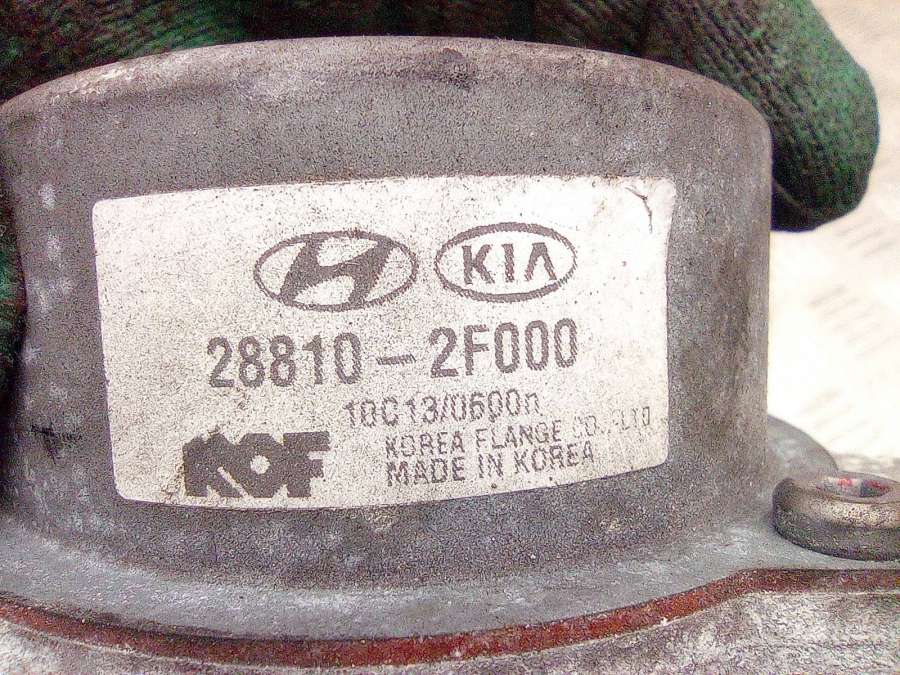 KIA
28810-2F000
10C13/0600n
KOF
KOREA FLANGE CO., LTD
MADE IN KOREA